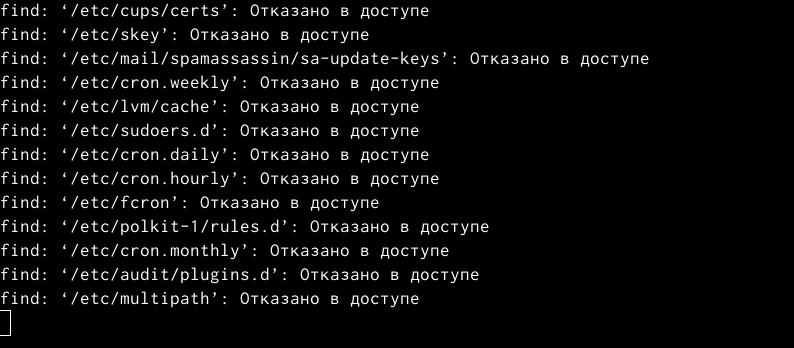 find: ‘/etc/cups/certs’: Отказано в доступе
find: ‘/etc/skey’: Отказано в доступе
find: ‘/etc/mail/spamassassin/sa-update-keys’: Отказано в доступе
find: ‘/etc/cron.weekly’: Отказано в доступе
find: ‘/etc/lvm/cache’: Отказано в доступе
find: ‘/etc/sudoers.d’: Отказано в доступе
find: ‘/etc/cron.daily’: Отказано в доступе
find: ‘/etc/cron.hourly’: Отказано в доступе
find: ‘/etc/fcron’: Отказано в доступе
find: ‘/etc/polkit-1/rules.d’: Отказано в доступе
find: ‘/etc/cron.monthly’: Отказано в доступе
find: ‘/etc/audit/plugins.d’: Отказано в доступе
find: ‘/etc/multipath’: Отказано в доступе